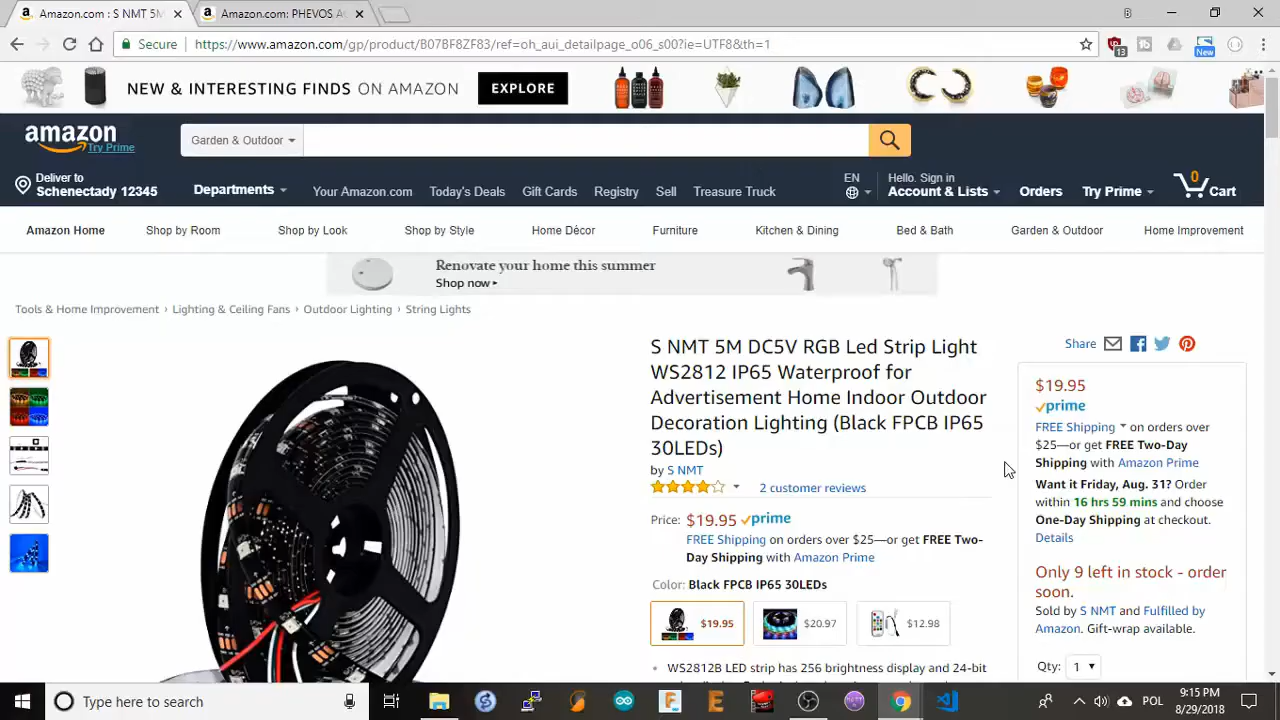 Amazon.com : S NMT 5M
Amazon.com: PHEVOS AC
Secure
https://www.amazon.com/gp/product/B07BF8ZF83/ref=oh_aui_detailpage_o06_s00?ie=UTF8&th=1
13
New
NEW & INTERESTING FINDS ON AMAZON
EXPLORE
amazon
Try Prime
Garden & Outdoor
Deliver to
Schenectady 12345
Departments
Your Amazon.com
Today's Deals
Gift Cards
Registry
Sell
Treasure Truck
EN
Hello. Sign in
Account & Lists
Orders
Try Prime
0
Cart
Amazon Home
Shop by Room
Shop by Look
Shop by Style
Home Décor
Furniture
Kitchen & Dining
Bed & Bath
Garden & Outdoor
Home Improvement
Renovate your home this summer
Shop now ▸
Tools & Home Improvement › Lighting & Ceiling Fans › Outdoor Lighting › String Lights
S NMT 5M DC5V RGB Led Strip Light
WS2812 IP65 Waterproof for
Advertisement Home Indoor Outdoor
Decoration Lighting (Black FPCB IP65
30LEDs)
by S NMT
2 customer reviews
Price: $19.95 prime
FREE Shipping on orders over $25—or get FREE Two-
Day Shipping with Amazon Prime
Color: Black FPCB IP65 30LEDs
$19.95
$20.97
$12.98
• WS2812B LED strip has 256 brightness display and 24-bit
Share
$19.95
prime
FREE Shipping on orders over
$25—or get FREE Two-Day
Shipping with Amazon Prime
Want it Friday, Aug. 31? Order
within 16 hrs 59 mins and choose
One-Day Shipping at checkout.
Details
Only 9 left in stock - order
soon.
Sold by S NMT and Fulfilled by
Amazon. Gift-wrap available.
Qty: 1
Type here to search
POL
9:15 PM
8/29/2018